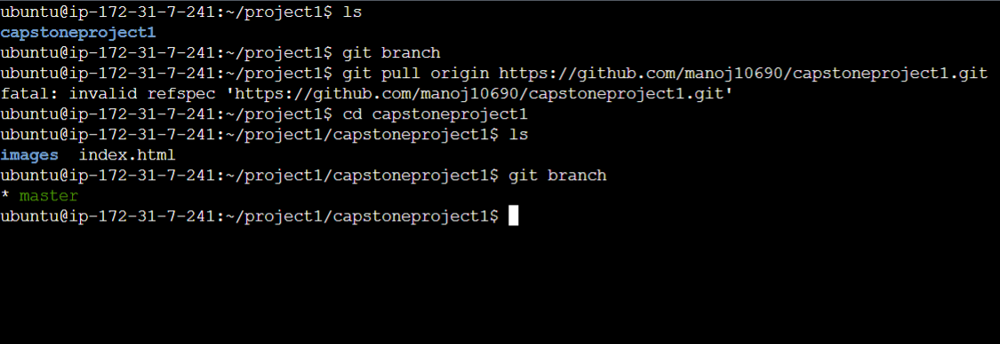 ubuntu@ip-172-31-7-241:~/project1$ ls
capstoneproject1
ubuntu@ip-172-31-7-241:~/project1$ git branch
ubuntu@ip-172-31-7-241:~/project1$ git pull origin https://github.com/manoj10690/capstoneproject1.git
fatal: invalid refspec 'https://github.com/manoj10690/capstoneproject1.git'
ubuntu@ip-172-31-7-241:~/project1$ cd capstoneproject1
ubuntu@ip-172-31-7-241:~/project1/capstoneproject1$ ls
images  index.html
ubuntu@ip-172-31-7-241:~/project1/capstoneproject1$ git branch
* master
ubuntu@ip-172-31-7-241:~/project1/capstoneproject1$